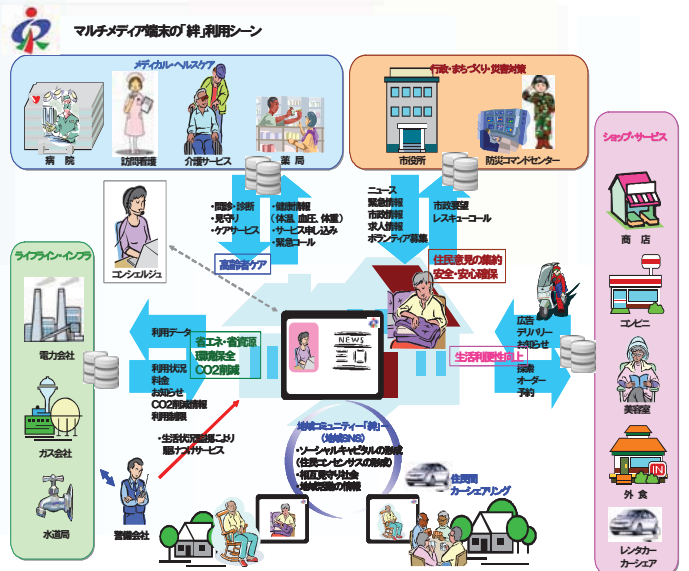 マルチメディア端末の「絆」利用シーン
メディカル・ヘルスケア
病 院
訪問看護
介護サービス
薬 局
行政・まちづくり・災害対策
市役所
防災コマンドセンター
ショップ・サービス
商 店
コンビニ
美容室
外 食
レンタカー
カーシェア
コンシェルジュ
・問診・診断
・見守り
・ケアサービス
・健康情報
（体温、血圧、体重）
・サービス申し込み
・緊急コール
高齢者ケア
ニュース
緊急情報
市政情報
求人情報
ボランティア募集
市政要望
レスキューコール
住民意見の集約
安全・安心確保
ライフライン・インフラ
電力会社
ガス会社
水道局
利用データ
利用状況
料金
お知らせ
CO2削減情報
利用制限
省エネ・省資源
環境保全
CO2削減
NEWS
広告
デリバリー
お知らせ
生活利便性向上
探索
オーダー
予約
・生活状況把握により
駆けつけサービス
警備会社
地域コミュニティー「絆」
（地域SNS）
・ソーシャルキャピタルの形成
（住民コンセンサスの形成）
・相互見守り社会
・地域活動の情報
住民間
カーシェアリング
IN